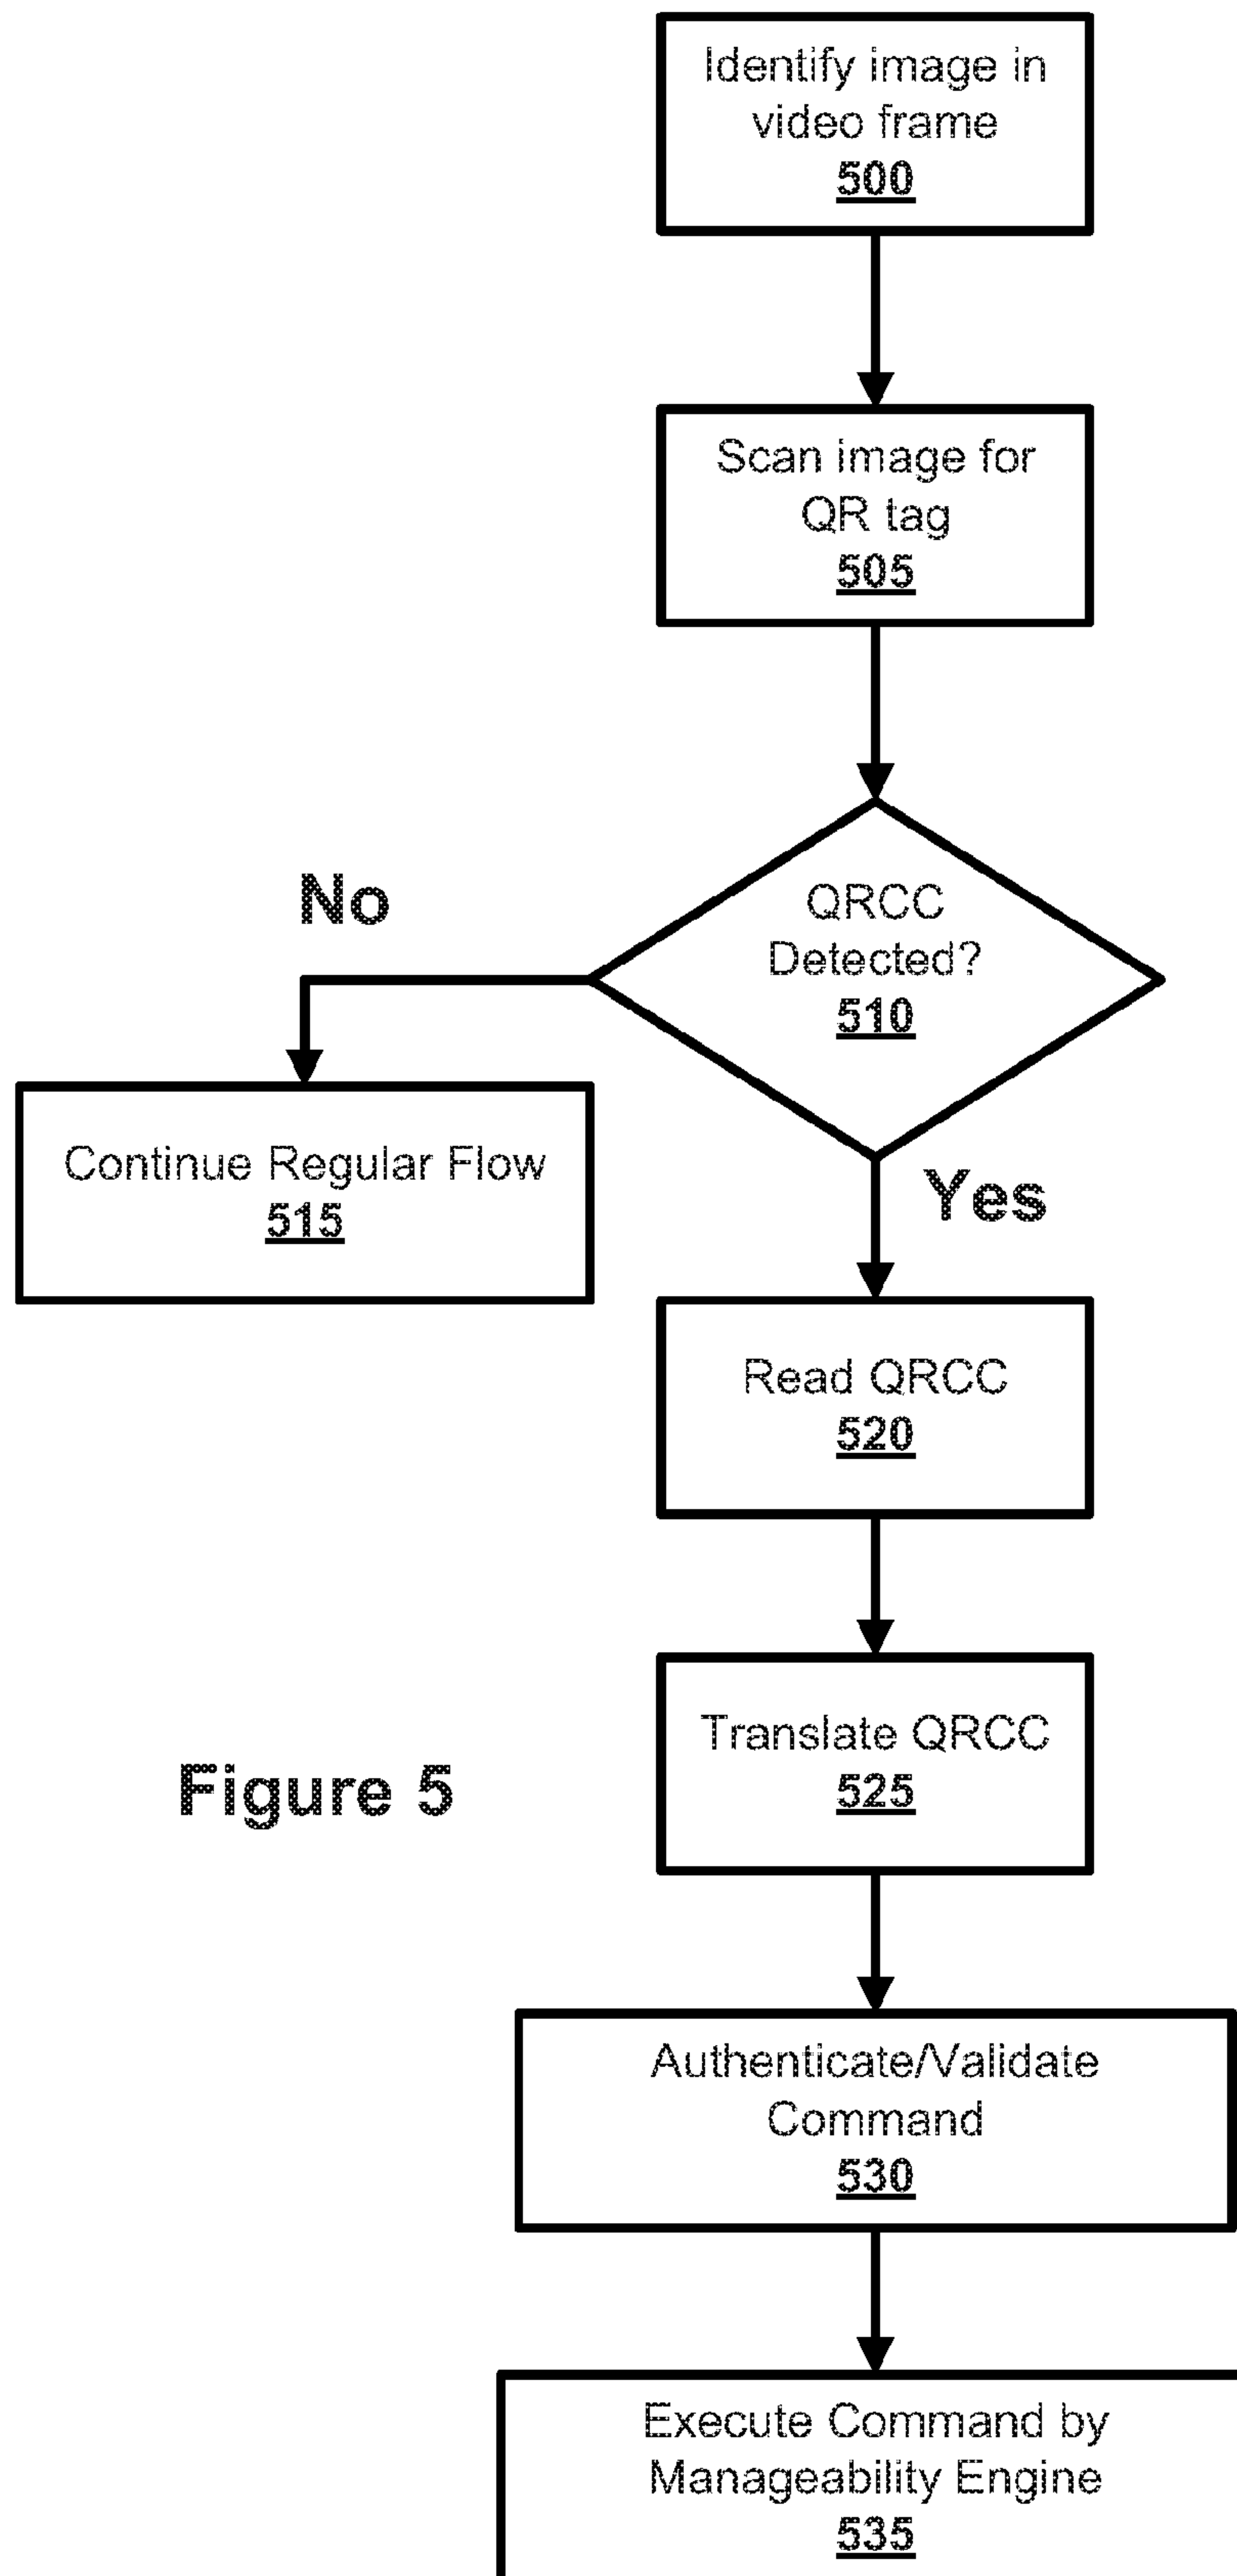 Identify image in
video frame
500
Scan image for
QR tag
505
QRCC
Detected?
510
No
Continue Regular Flow
515
Yes
Read QRCC
520
Translate QRCC
525
Figure 5
Authenticate/Validate
Command
530
Execute Command by
Manageability Engine
535